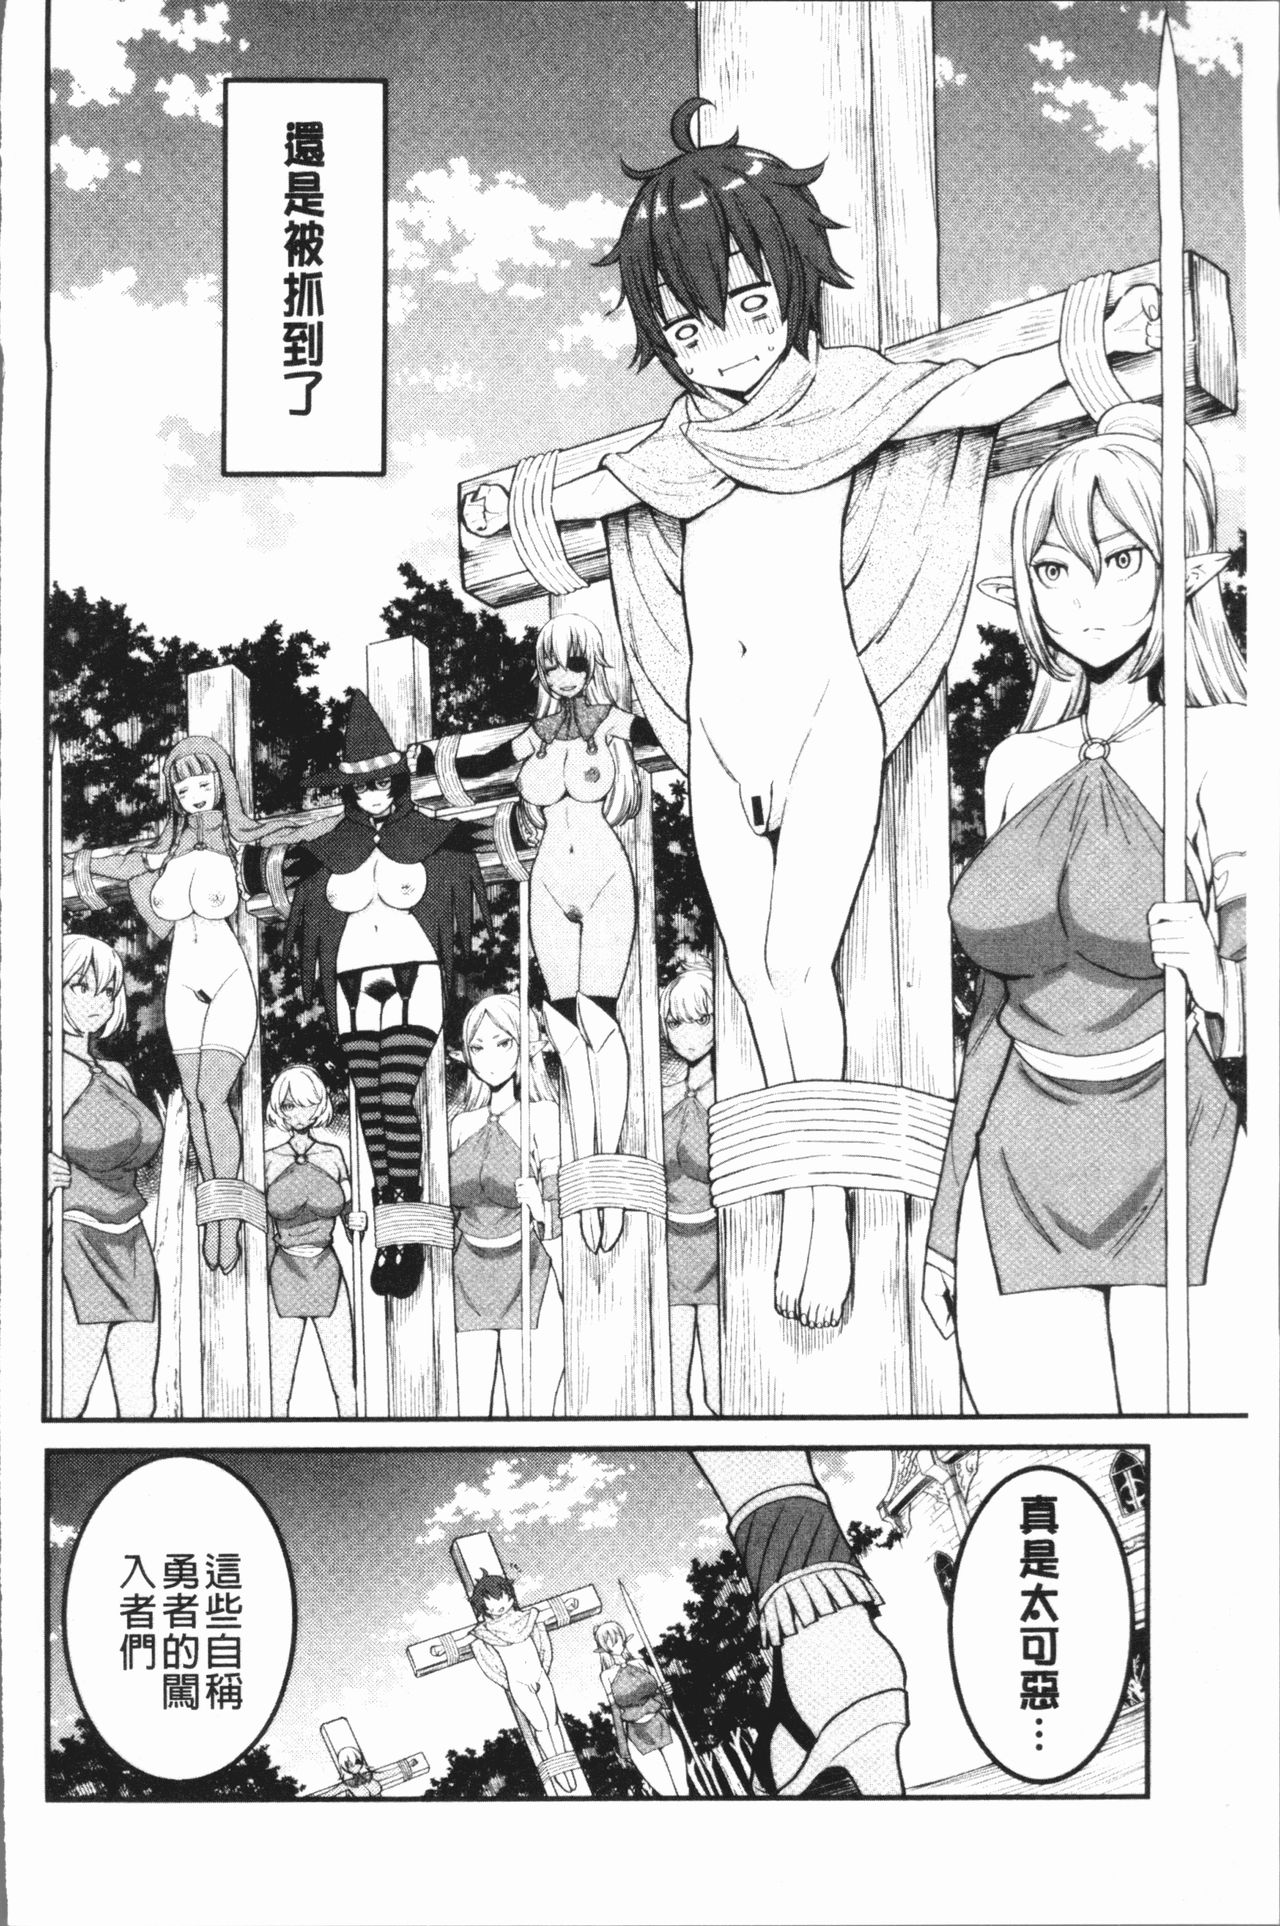 還是被抓到了
真是太可惡…
這些自稱
勇者的闖
入者們